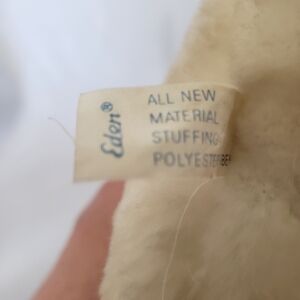 Eden®
ALL NEW
MATERIAL
STUFFING
POLYESTER